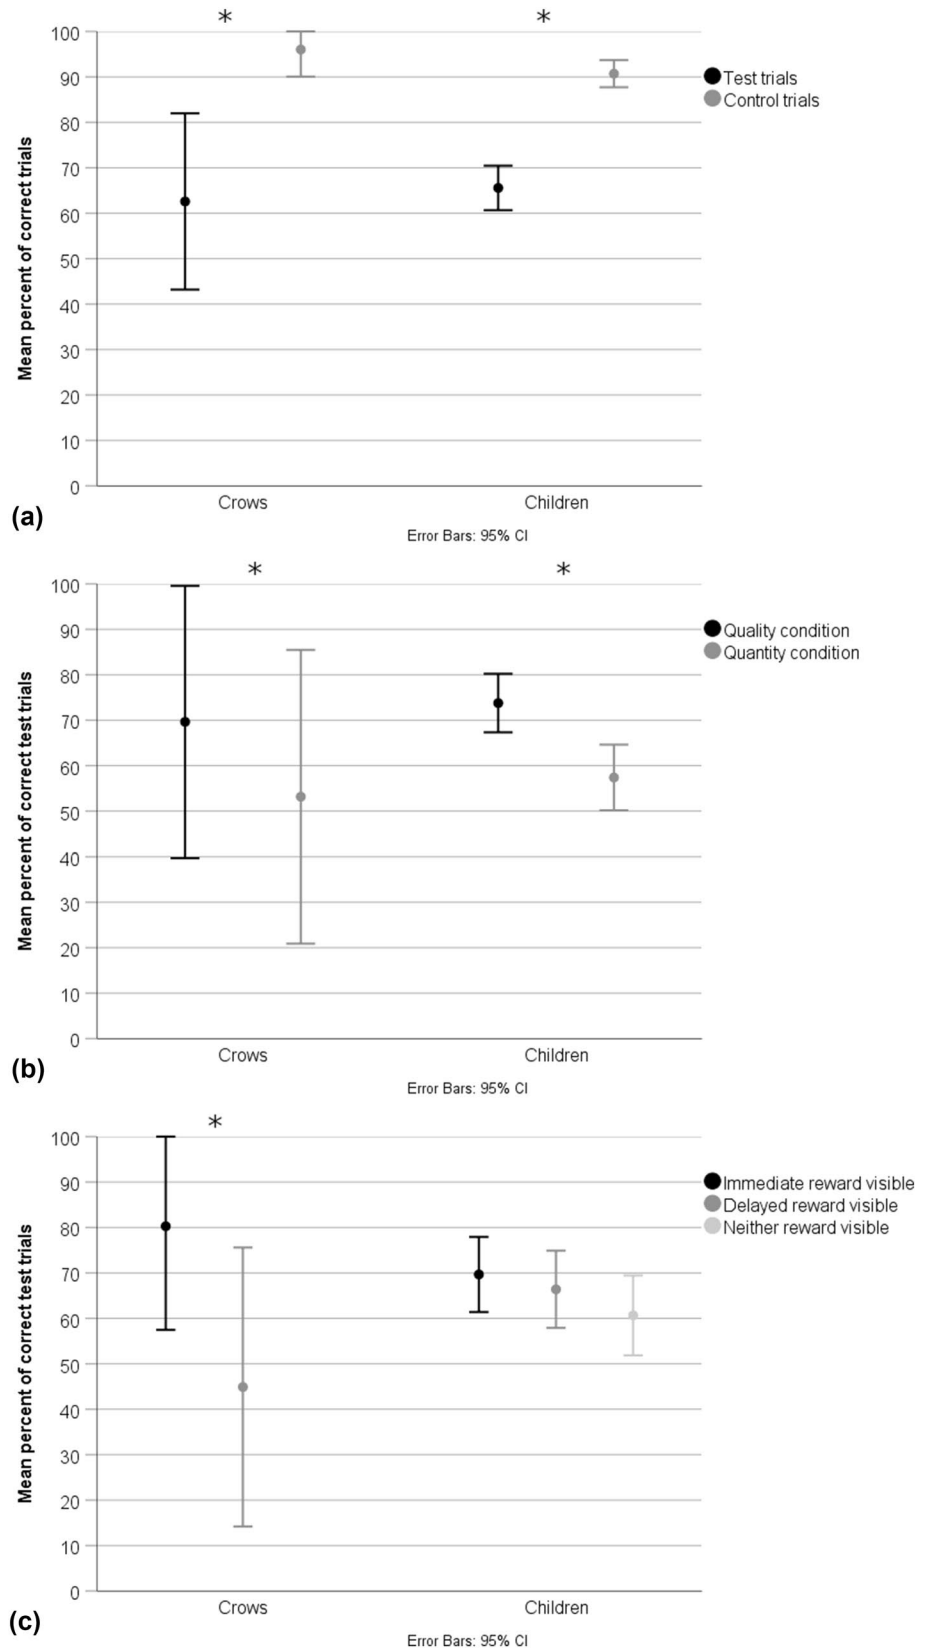 * *
100
90
80
70
60
50
40
30
20
10
0
Mean percent of correct trials
Test trials
Control trials
Crows Children
(a)
Error Bars: 95% CI
* *
100
90
80
70
60
50
40
30
20
10
0
Mean percent of correct test trials
Quality condition
Quantity condition
Crows Children
(b)
Error Bars: 95% CI
*
100
90
80
70
60
50
40
30
20
10
0
Mean percent of correct test trials
Immediate reward visible
Delayed reward visible
Neither reward visible
Crows Children
(c)
Error Bars: 95% CI